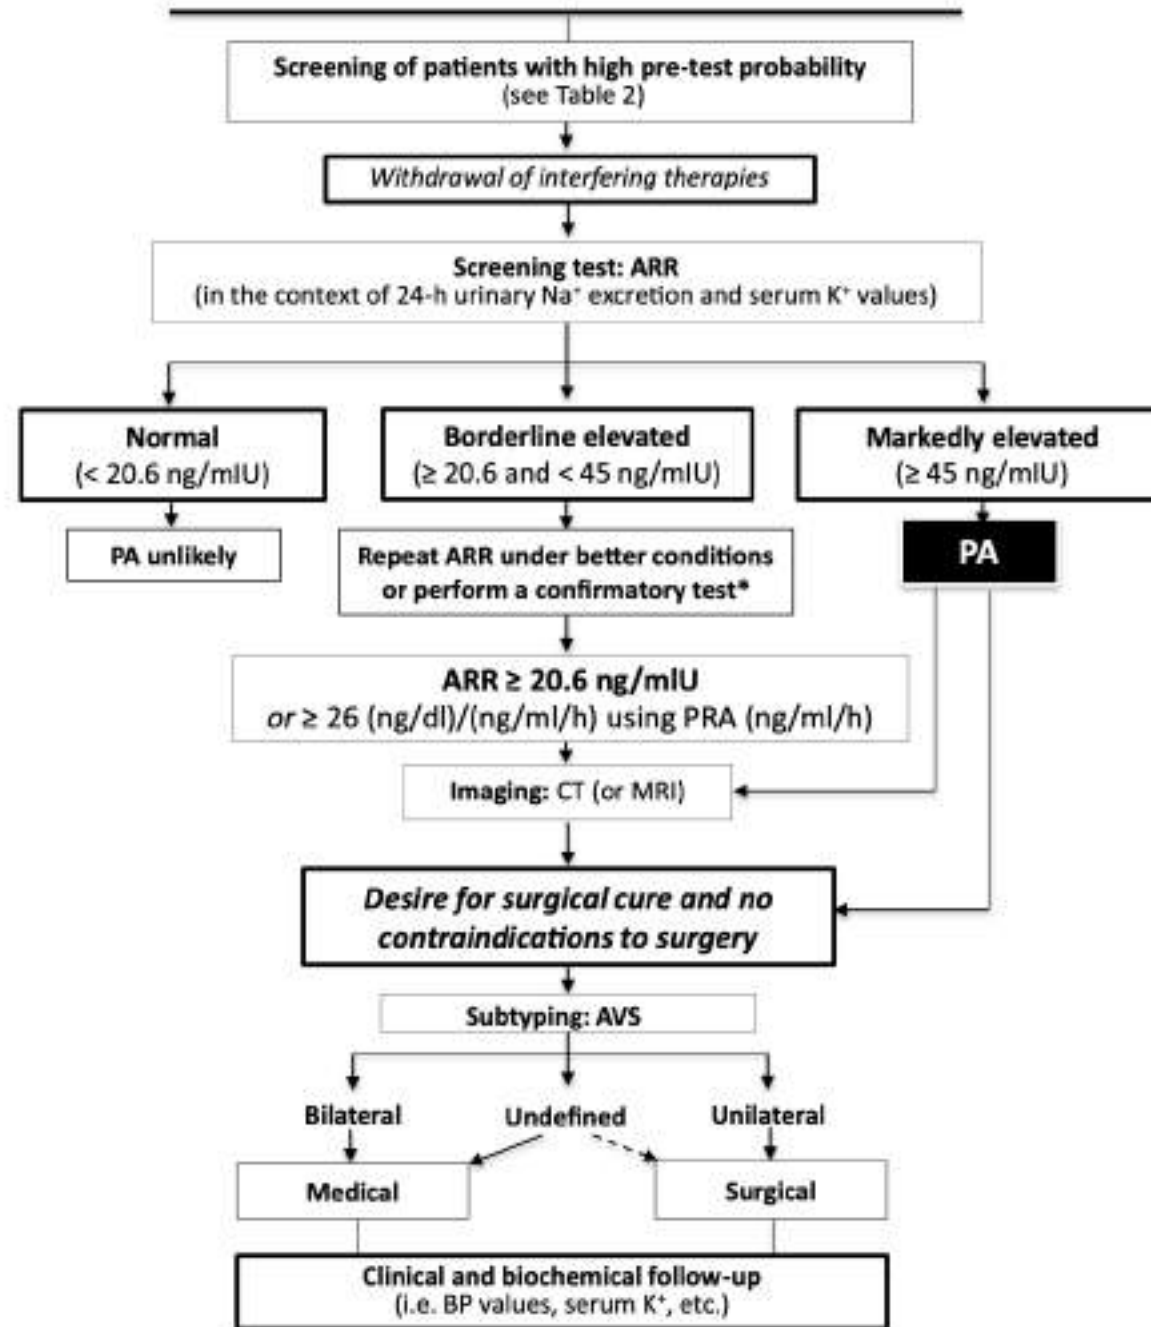 Screening of patients with high pre-test probability
(see Table 2)
Withdrawal of interfering therapies
Screening test: ARR
(in the context of 24-h urinary Na⁺ excretion and serum K⁺ values)
Normal
(< 20.6 ng/mIU)
Borderline elevated
(≥ 20.6 and < 45 ng/mIU)
Markedly elevated
(≥ 45 ng/mIU)
PA unlikely
Repeat ARR under better conditions
or perform a confirmatory test*
PA
ARR ≥ 20.6 ng/mIU
or ≥ 26 (ng/dl)/(ng/ml/h) using PRA (ng/ml/h)
Imaging: CT (or MRI)
Desire for surgical cure and no
contraindications to surgery
Subtyping: AVS
Bilateral
Undefined
Unilateral
Medical
Surgical
Clinical and biochemical follow-up
(i.e. BP values, serum K⁺, etc.)